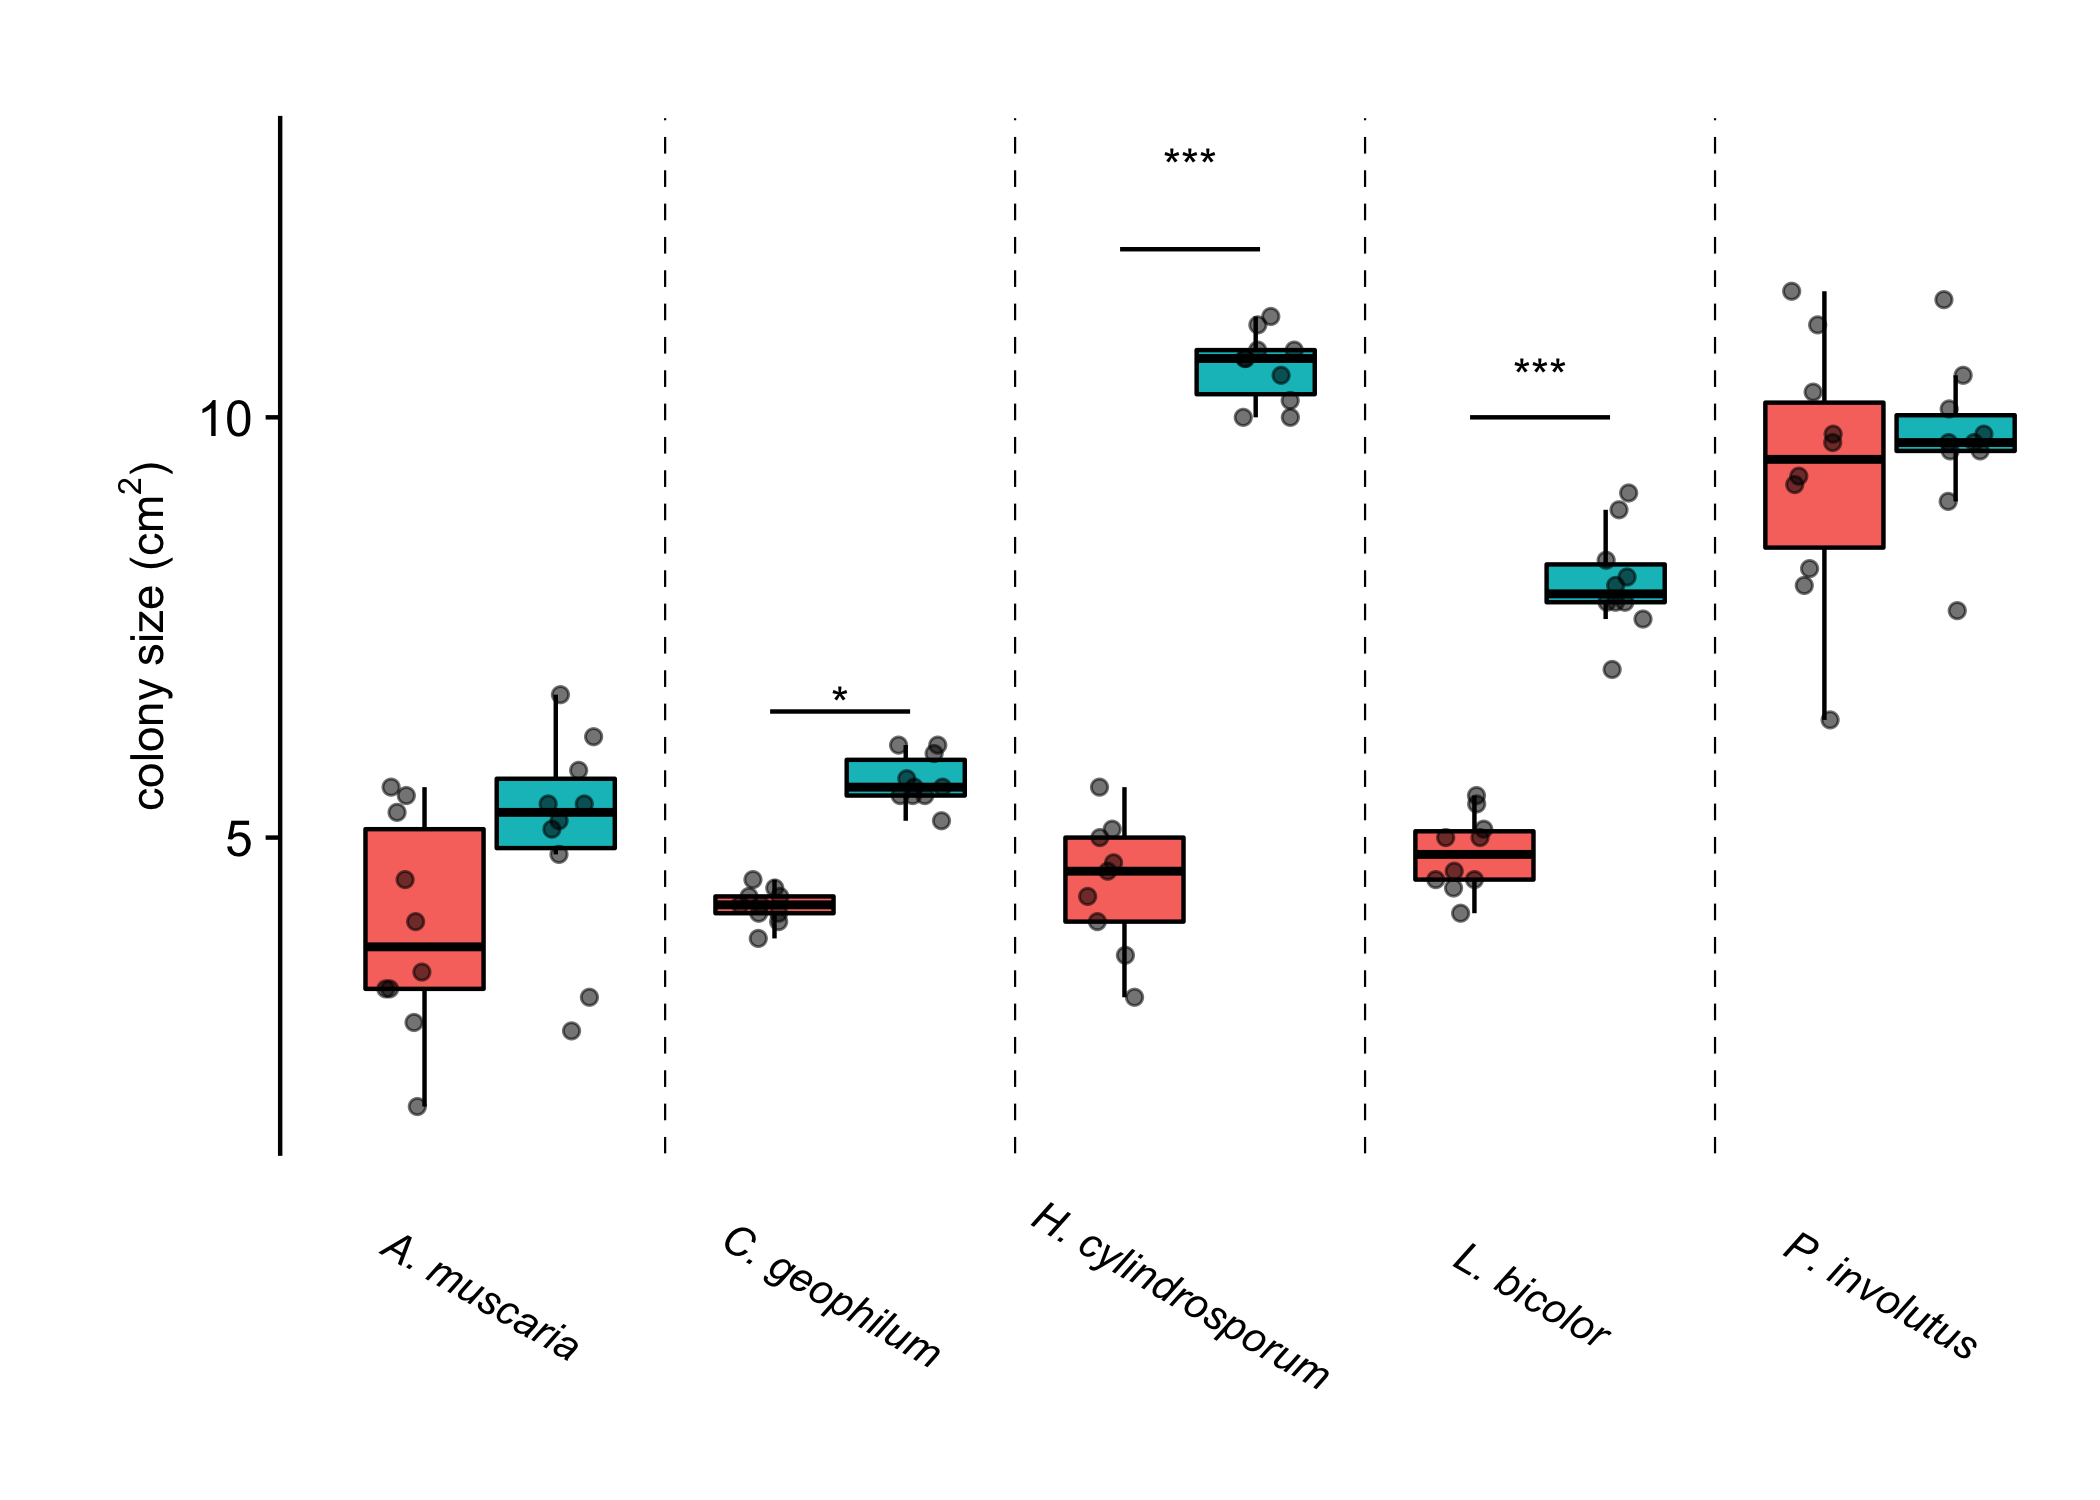 ***
***
10
*
5
colony size (cm²)
A. muscaria
C. geophilum
H. cylindrosporum
L. bicolor
P. involutus